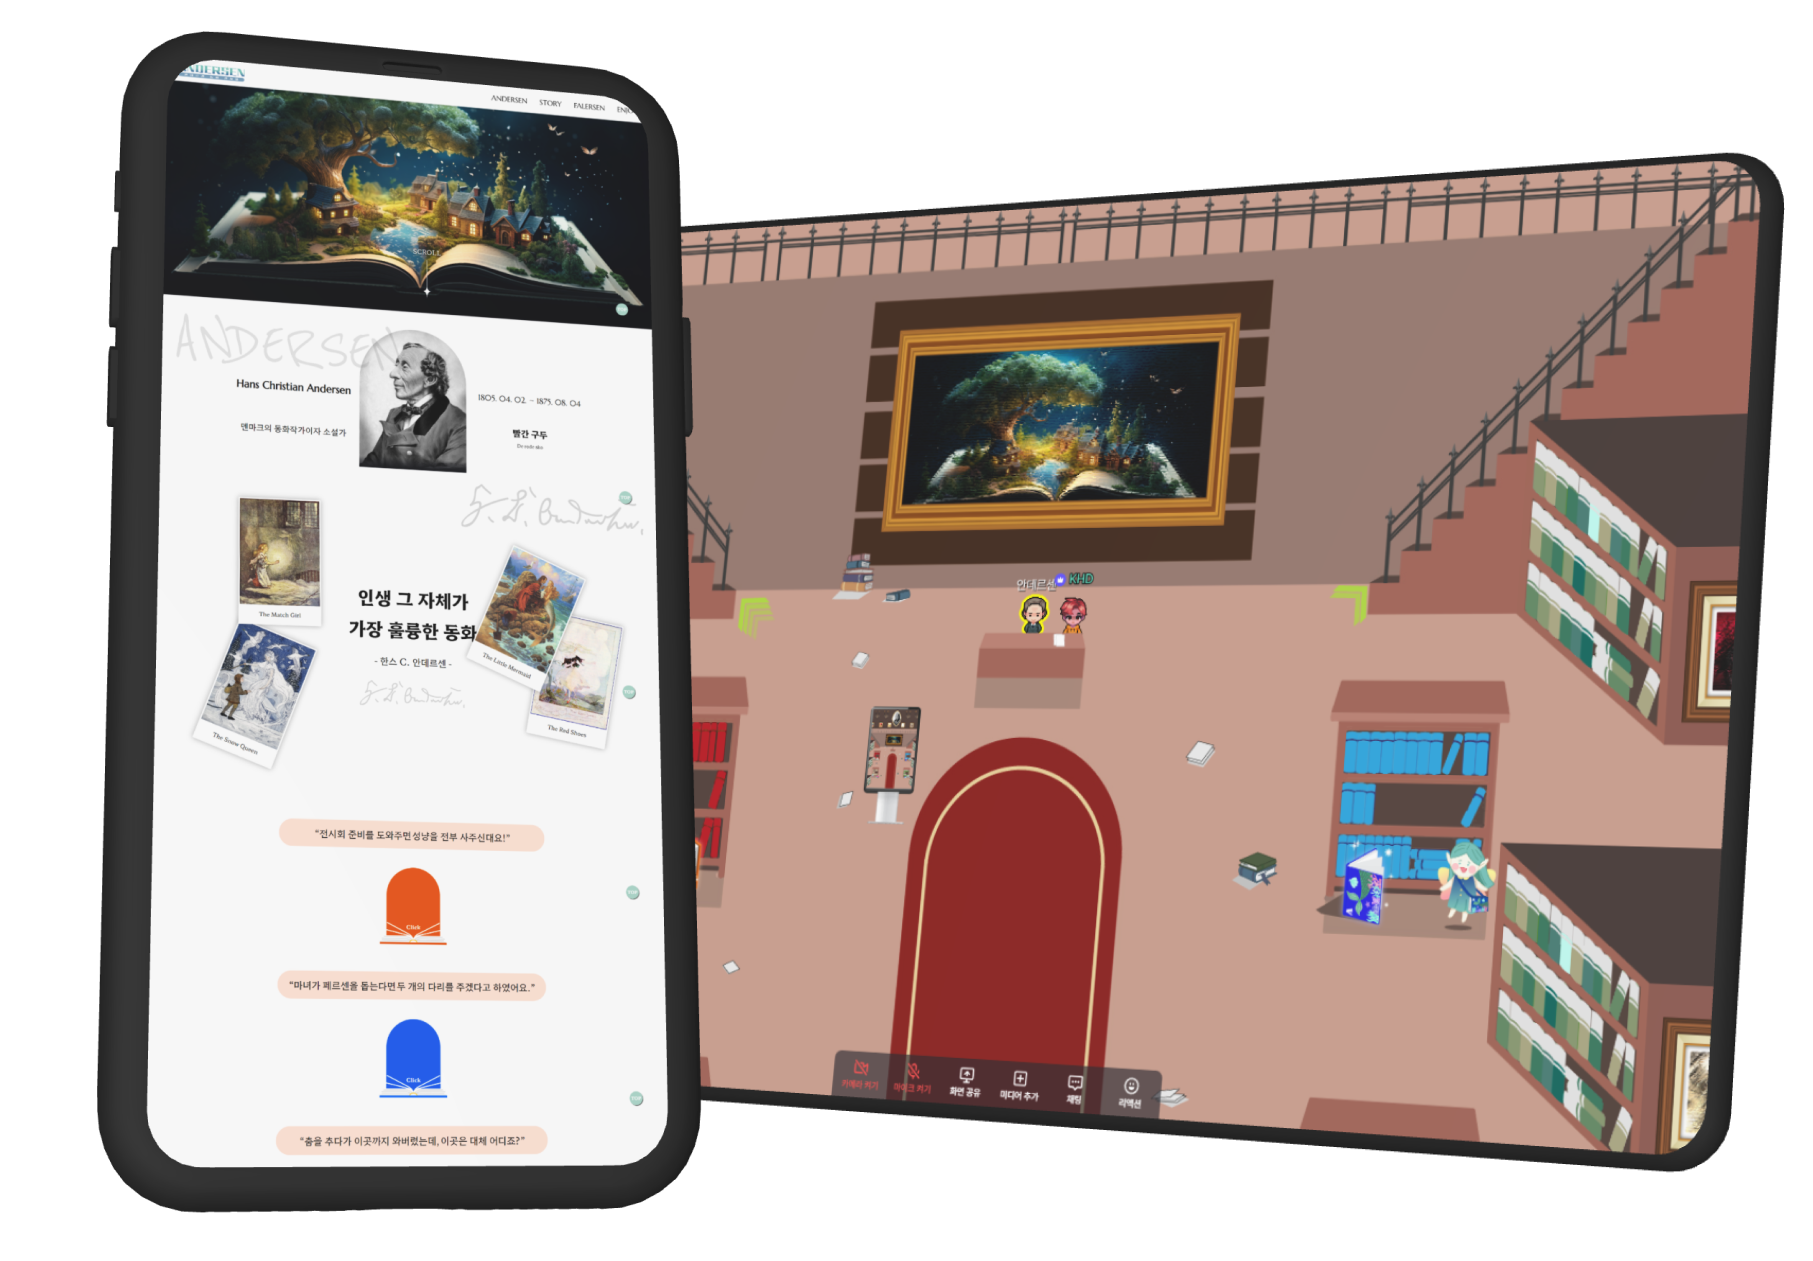 ANDERSEN
ANDERSEN STORY FALERSEN
SCROLL
ANDERSEN
Hans Christian Andersen
1805. 04. 02. - 1875. 08. 04
덴마크의 동화작가이자 소설가
빨간 구두
De røde sko
The Match Girl
인생 그 자체가
가장 훌륭한 동화
- 한스 C. 안데르센 -
The Little Mermaid
The Snow Queen
The Red Shoes
“전시회 준비를 도와주면 성냥을 전부 사주신대요!”
Click
“마녀가 페르센을 돕는다면 두 개의 다리를 주겠다고 하였어요.”
Click
“춤을 추다가 이곳까지 와버렸는데, 이곳은 대체 어디죠?”
안데르센 KHD
카메라 켜기 마이크 켜기 화면 공유 미디어 추가 채팅 리액션